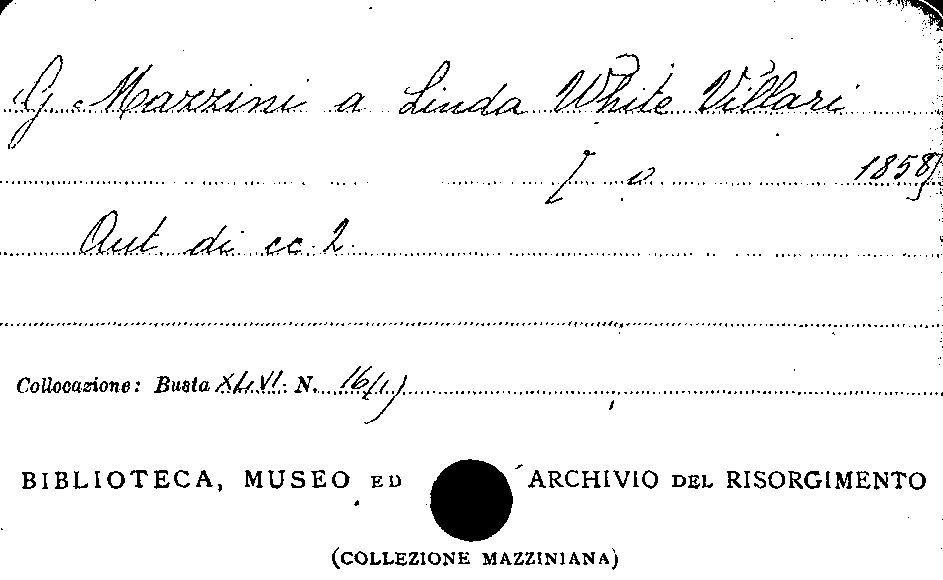 G. Mazzini a Linda White Villari
[ o 1858]
Aut. di cc. 2.
Collocazione: Busta XLVI. N. 16/1)
BIBLIOTECA, MUSEO ED ARCHIVIO DEL RISORGIMENTO
(COLLEZIONE MAZZINIANA)